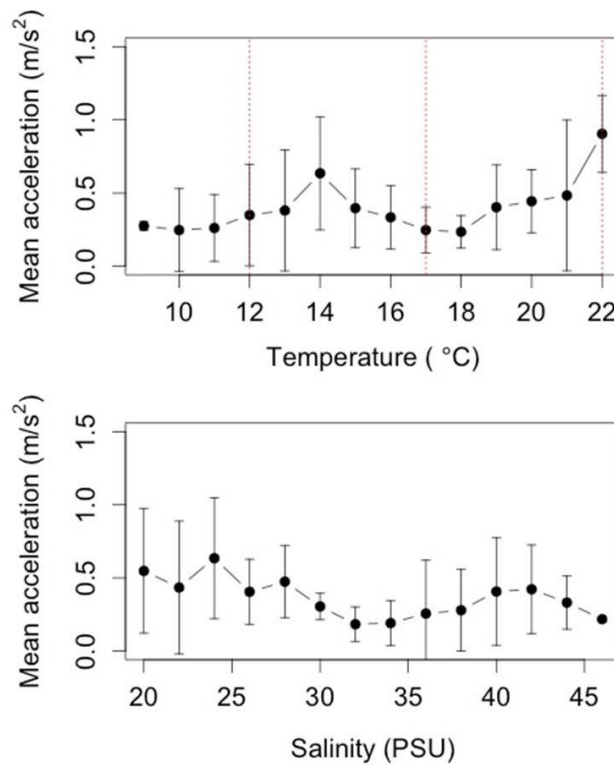 Mean acceleration (m/s²)
1.5
1.0
0.5
0.0
10 12 14 16 18 20 22
Temperature ( °C)
Mean acceleration (m/s²)
1.5
1.0
0.5
0.0
20 25 30 35 40 45
Salinity (PSU)